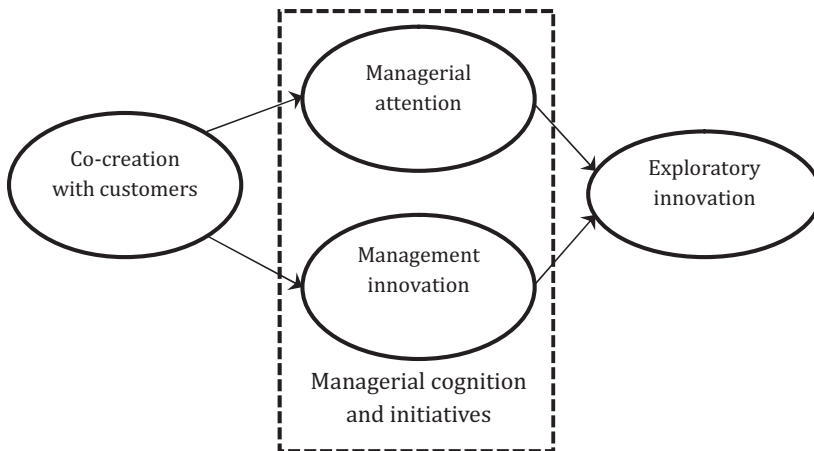 Managerial
attention
Co-creation
with customers
Exploratory
innovation
Management
innovation
Managerial cognition
and initiatives